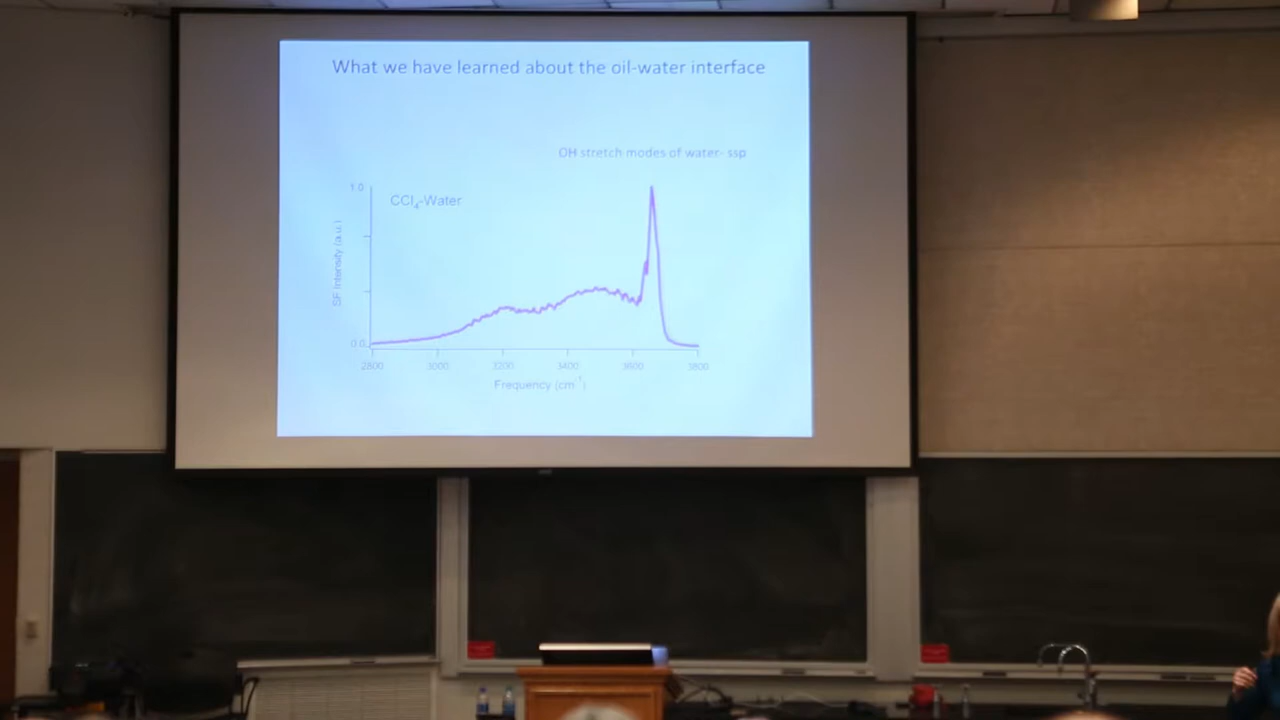 What we have learned about the oil-water interface
OH stretch modes of water- ssp
1.0
CCl₄-Water
SF Intensity (a.u.)
0.0
2800 3000 3200 3400 3600 3800
Frequency (cm⁻¹)